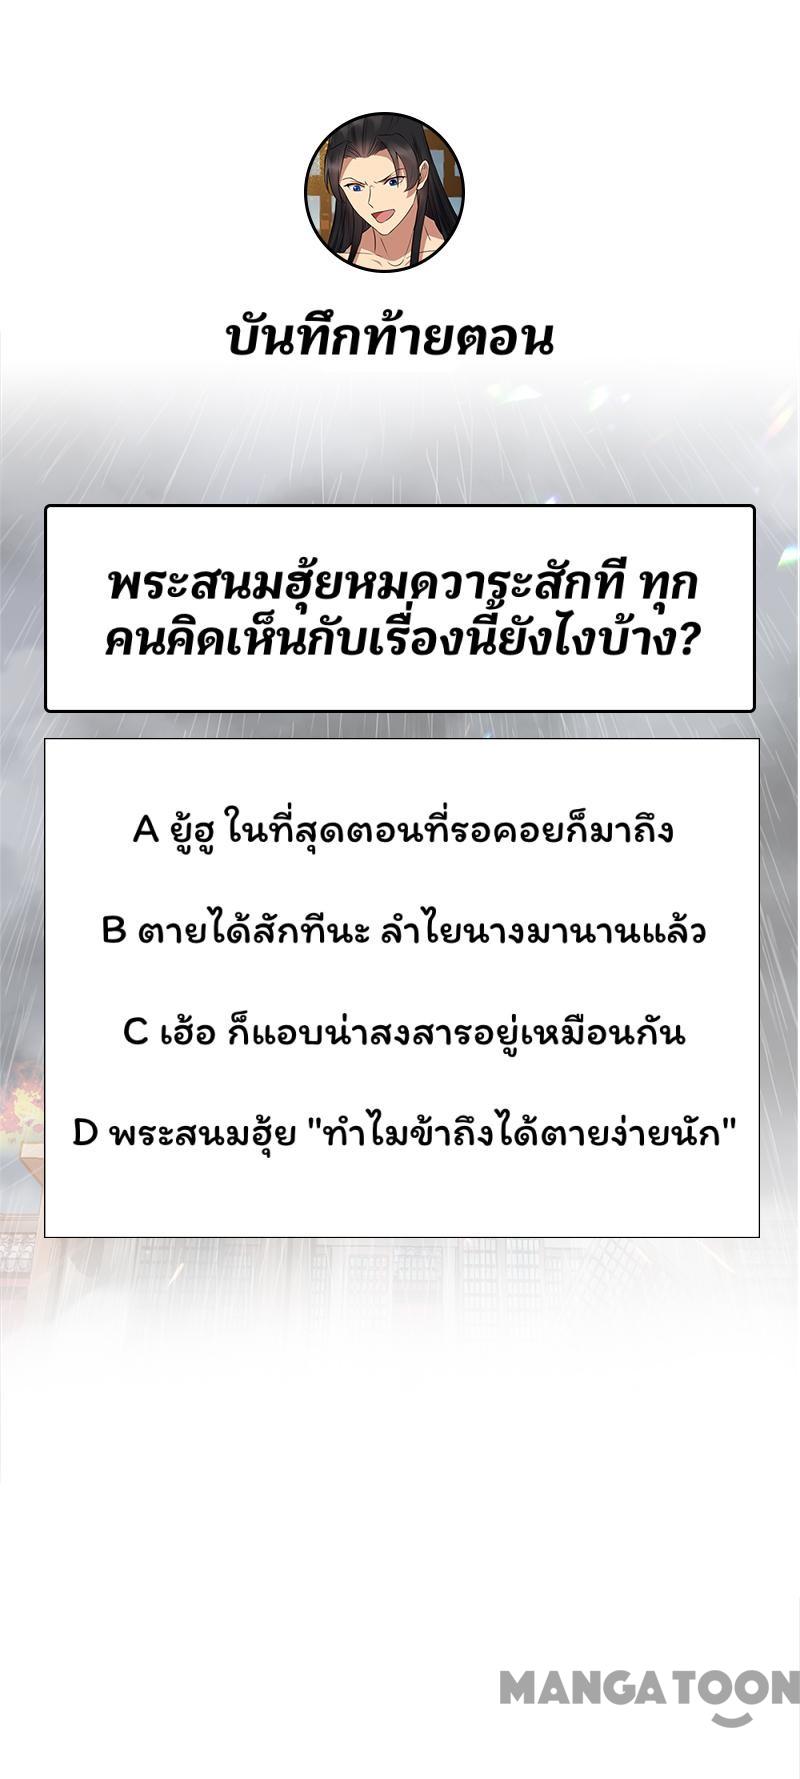 บันทึกท้ายตอน
พระสนมฮุ้ยหมดวาระสักที ทุก
คนคิดเห็นกับเรื่องนี้ยังไงบ้าง?
A ยู้ฮู ในที่สุดตอนที่รอคอยก็มาถึง
B ตายได้สักทีนะ ลำไยนางมานานแล้ว
C เฮ้อ ก็แอบน่าสงสารอยู่เหมือนกัน
D พระสนมฮุ้ย "ทำไมข้าถึงได้ตายง่ายนัก"
MANGATOON